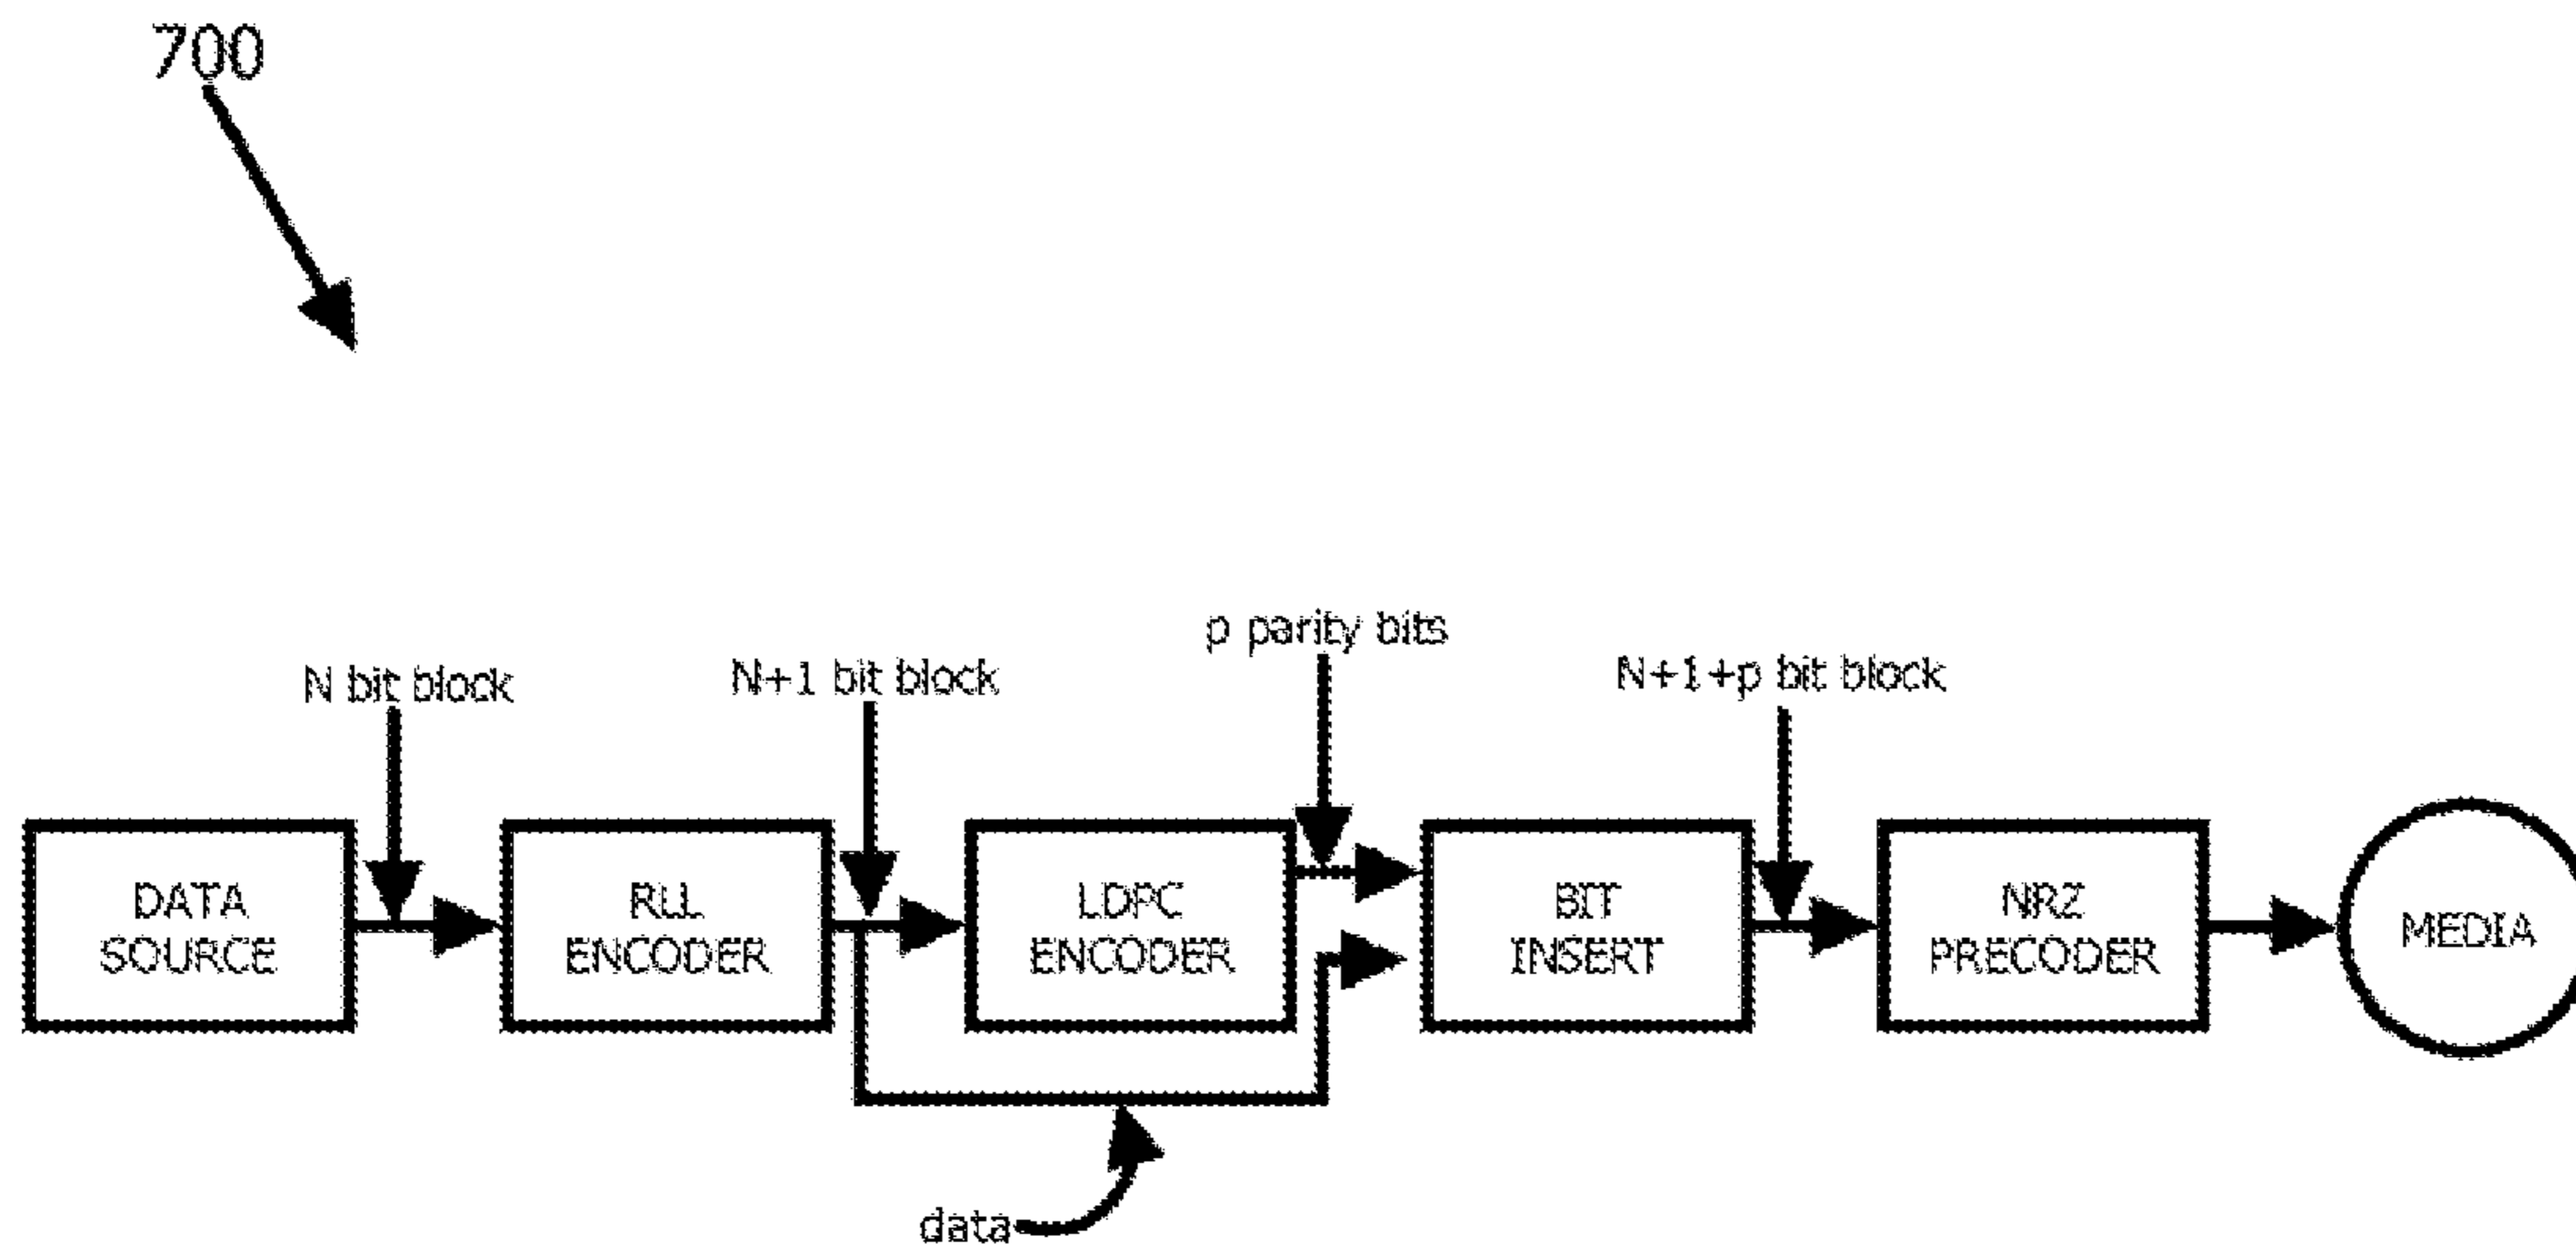 700
N bit block
N+1 bit block
p parity bits
N+1+p bit block
DATA
SOURCE
RLL
ENCODER
LDPC
ENCODER
BIT
INSERT
NRZ
PRECODER
MEDIA
data